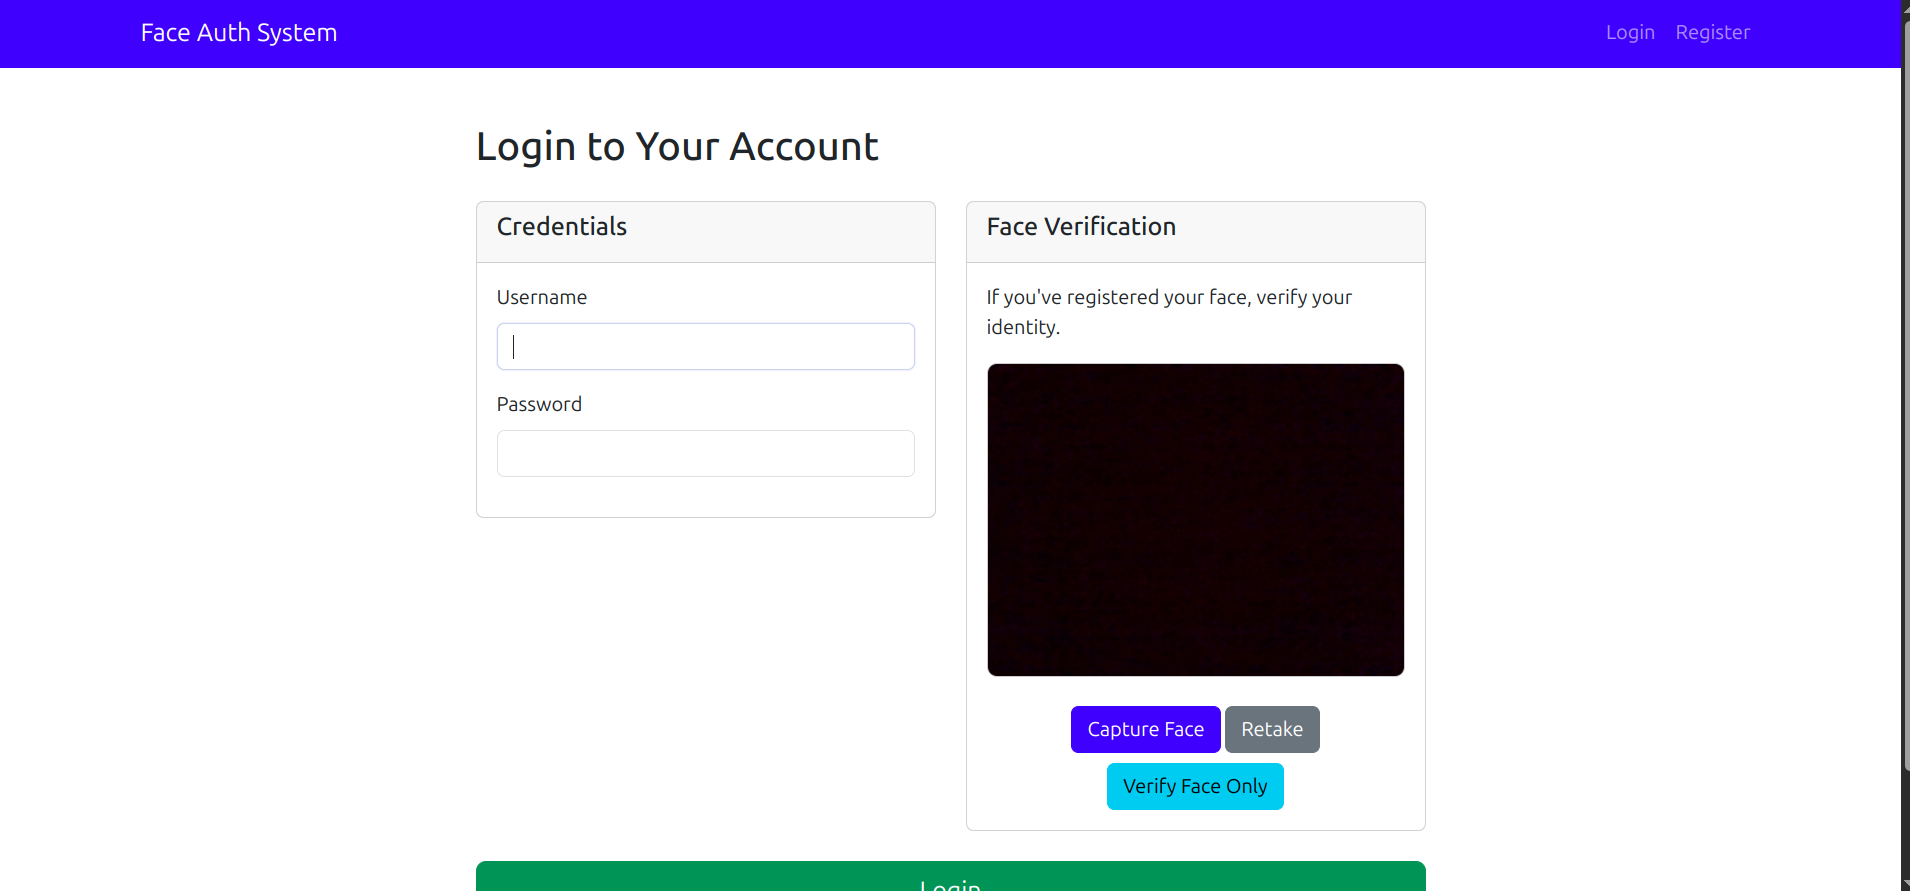 Face Auth System
Login
Register
Login to Your Account
Credentials
Username
Password
Face Verification
If you've registered your face, verify your
identity.
Capture Face
Retake
Verify Face Only
Login